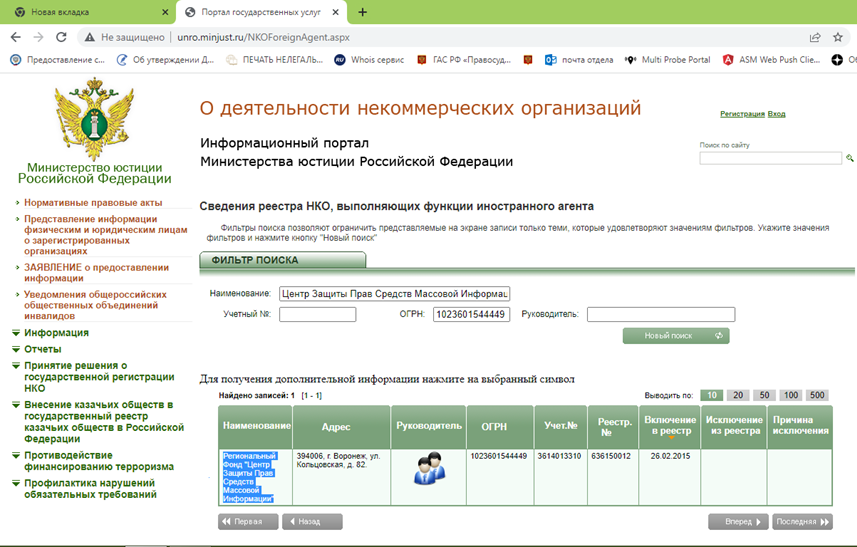 Новая вкладка
Портал государственных услуг
Не защищено | unro.minjust.ru/NKOForeignAgent.aspx
Предоставление с...
Об утверждении Д...
ПЕЧАТЬ НЕЛЕГАЛЬ...
RU Whois сервис
ГАС РФ «Правосуд...
почта отдела
Multi Probe Portal
ASM Web Push Clie...
Министерство юстиции
Российской Федерации
О деятельности некоммерческих организаций
Регистрация Вход
Информационный портал
Министерства юстиции Российской Федерации
Поиск по сайту
Нормативные правовые акты
Представление информации
физическим и юридическим лицам
о зарегистрированных
организациях
ЗАЯВЛЕНИЕ о предоставлении
информации
Уведомления общероссийских
общественных объединений
инвалидов
Информация
Отчеты
Принятие решения о
государственной регистрации
НКО
Внесение казачьих обществ в
государственный реестр
казачьих обществ в Российской
Федерации
Противодействие
финансированию терроризма
Профилактика нарушений
обязательных требований
Сведения реестра НКО, выполняющих функции иностранного агента
Фильтры поиска позволяют ограничить представляемые на экране записи только теми, которые удовлетворяют значениям фильтров. Укажите значения
фильтров и нажмите кнопку "Новый поиск"
ФИЛЬТР ПОИСКА
Наименование: Центр Защиты Прав Средств Массовой Информац
Учетный №: ОГРН: 1023601544449 Руководитель:
Новый поиск
Для получения дополнительной информации нажмите на выбранный символ
Найдено записей: 1 [1 - 1]
Выводить по: 10 20 50 100 500
Наименование
Адрес
Руководитель
ОГРН
Учет.№
Реестр.
№
Включение
в реестр
Исключение
из реестра
Причина
исключения
Региональный
Фонд "Центр
Защиты Прав
Средств
Массовой
Информации"
394006, г. Воронеж, ул.
Кольцовская, д. 82.
1023601544449
3614013310
636150012
26.02.2015
Первая
Назад
Вперед
Последняя